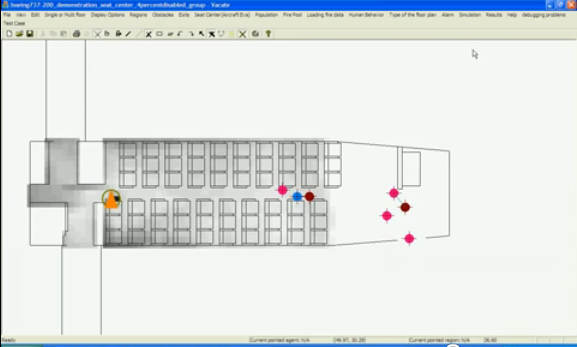 boeing737-200_demonstration_seat_center_4percentdisabled_group - Vacate
File View Edit Single or Multi floor Display Options Regions Obstacles Exits Seat Center(Aircraft Eva) Population Fire Pool Loading fire data Human Behavior Type of the floor plan Alarm Simulation Results Help debugging problems
Test Case
Ready Current pointed agent: N/A (46.97, 30.28) Current pointed region: N/A 36.60